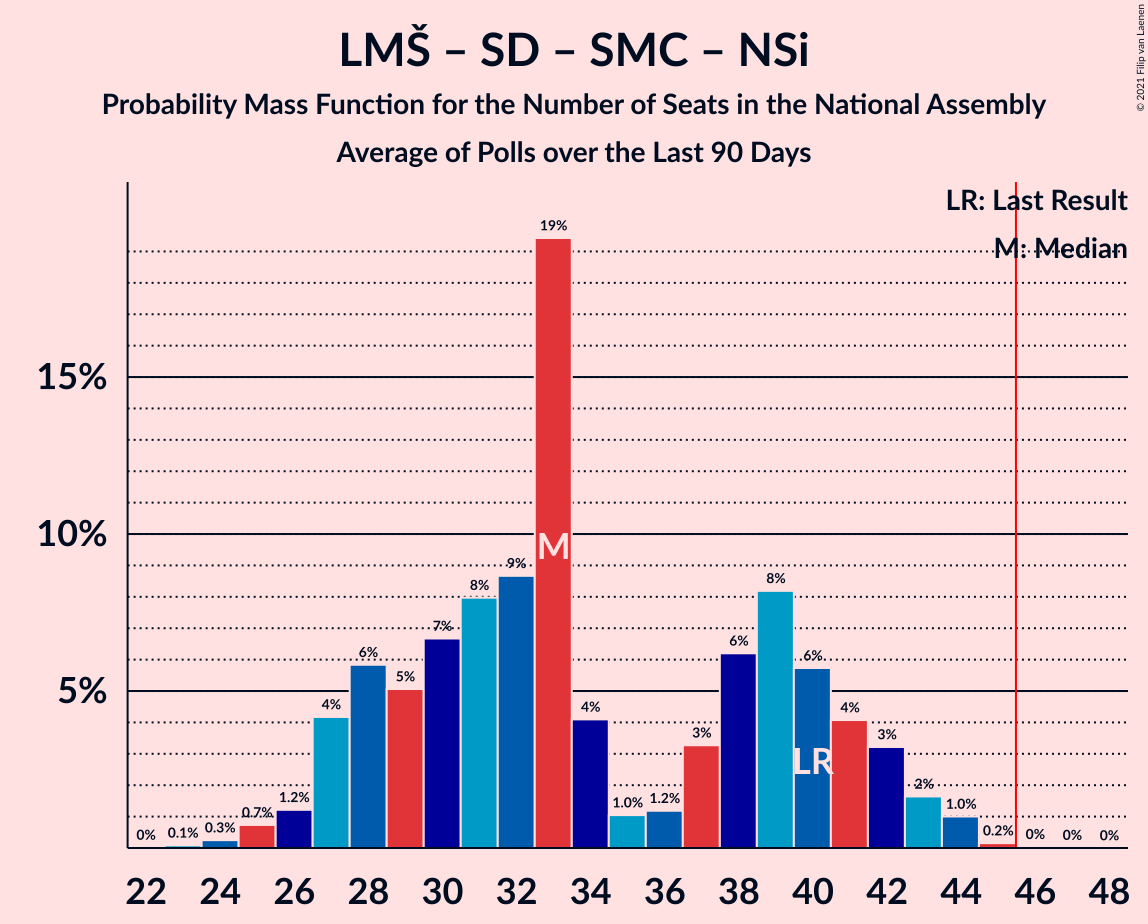 LMŠ – SD – SMC – NSi
Probability Mass Function for the Number of Seats in the National Assembly
Average of Polls over the Last 90 Days
© 2021 Filip van Laenen
LR: Last Result
M: Median
15%
10%
5%
0% 0.1% 0.3% 0.7% 1.2% 4% 6% 5% 7% 8% 9% 19% 4% 1.0% 1.2% 3% 6% 8% 6% 4% 3% 2% 1.0% 0.2% 0% 0% 0%
M
LR
22 24 26 28 30 32 34 36 38 40 42 44 46 48